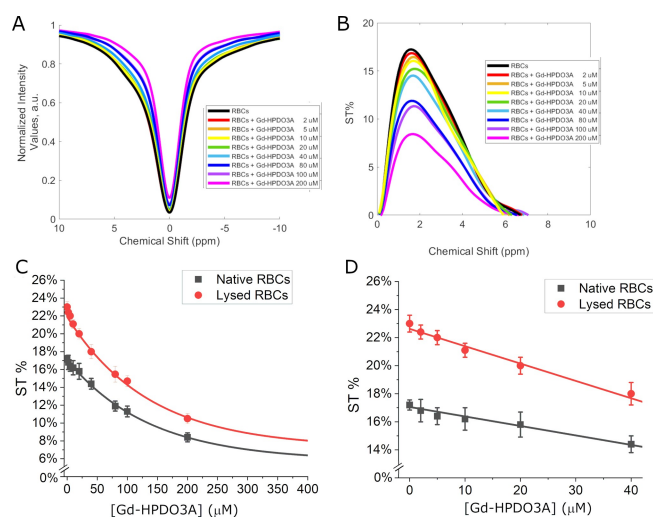 A
Normalized Intensity
Values, a.u.
1
0.9
0.8
0.7
0.6
0.5
0.4
0.3
0.2
0.1
0
RBCs
RBCs + Gd-HPDO3A 2 uM
RBCs + Gd-HPDO3A 5 uM
RBCs + Gd-HPDO3A 10 uM
RBCs + Gd-HPDO3A 20 uM
RBCs + Gd-HPDO3A 40 uM
RBCs + Gd-HPDO3A 80 uM
RBCs + Gd-HPDO3A 100 uM
RBCs + Gd-HPDO3A 200 uM
10 5 0 -5 -10
Chemical Shift (ppm)
B
ST%
20
15
10
5
0
RBCs
RBCs + Gd-HPDO3A 2 uM
RBCs + Gd-HPDO3A 5 uM
RBCs + Gd-HPDO3A 10 uM
RBCs + Gd-HPDO3A 20 uM
RBCs + Gd-HPDO3A 40 uM
RBCs + Gd-HPDO3A 80 uM
RBCs + Gd-HPDO3A 100 uM
RBCs + Gd-HPDO3A 200 uM
0 2 4 6 8 10
Chemical Shift (ppm)
C
ST %
26%
24%
22%
20%
18%
16%
14%
12%
10%
8%
6%
0%
Native RBCs
Lysed RBCs
0 50 100 150 200 250 300 350 400
[Gd-HPDO3A] (μM)
D
ST %
26%
24%
22%
20%
18%
16%
14%
0%
Native RBCs
Lysed RBCs
0 10 20 30 40
[Gd-HPDO3A] (μM)